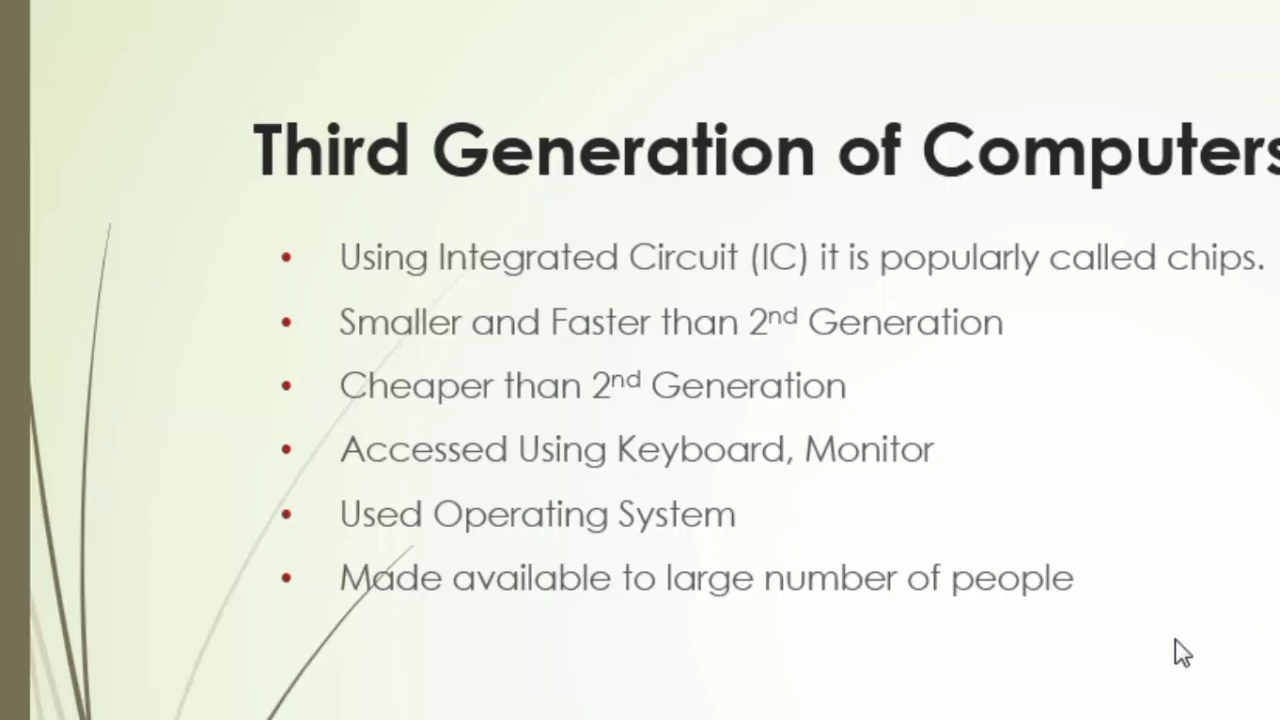 Third Generation of Computers
• Using Integrated Circuit (IC) it is popularly called chips.
• Smaller and Faster than 2nd Generation
• Cheaper than 2nd Generation
• Accessed Using Keyboard, Monitor
• Used Operating System
• Made available to large number of people